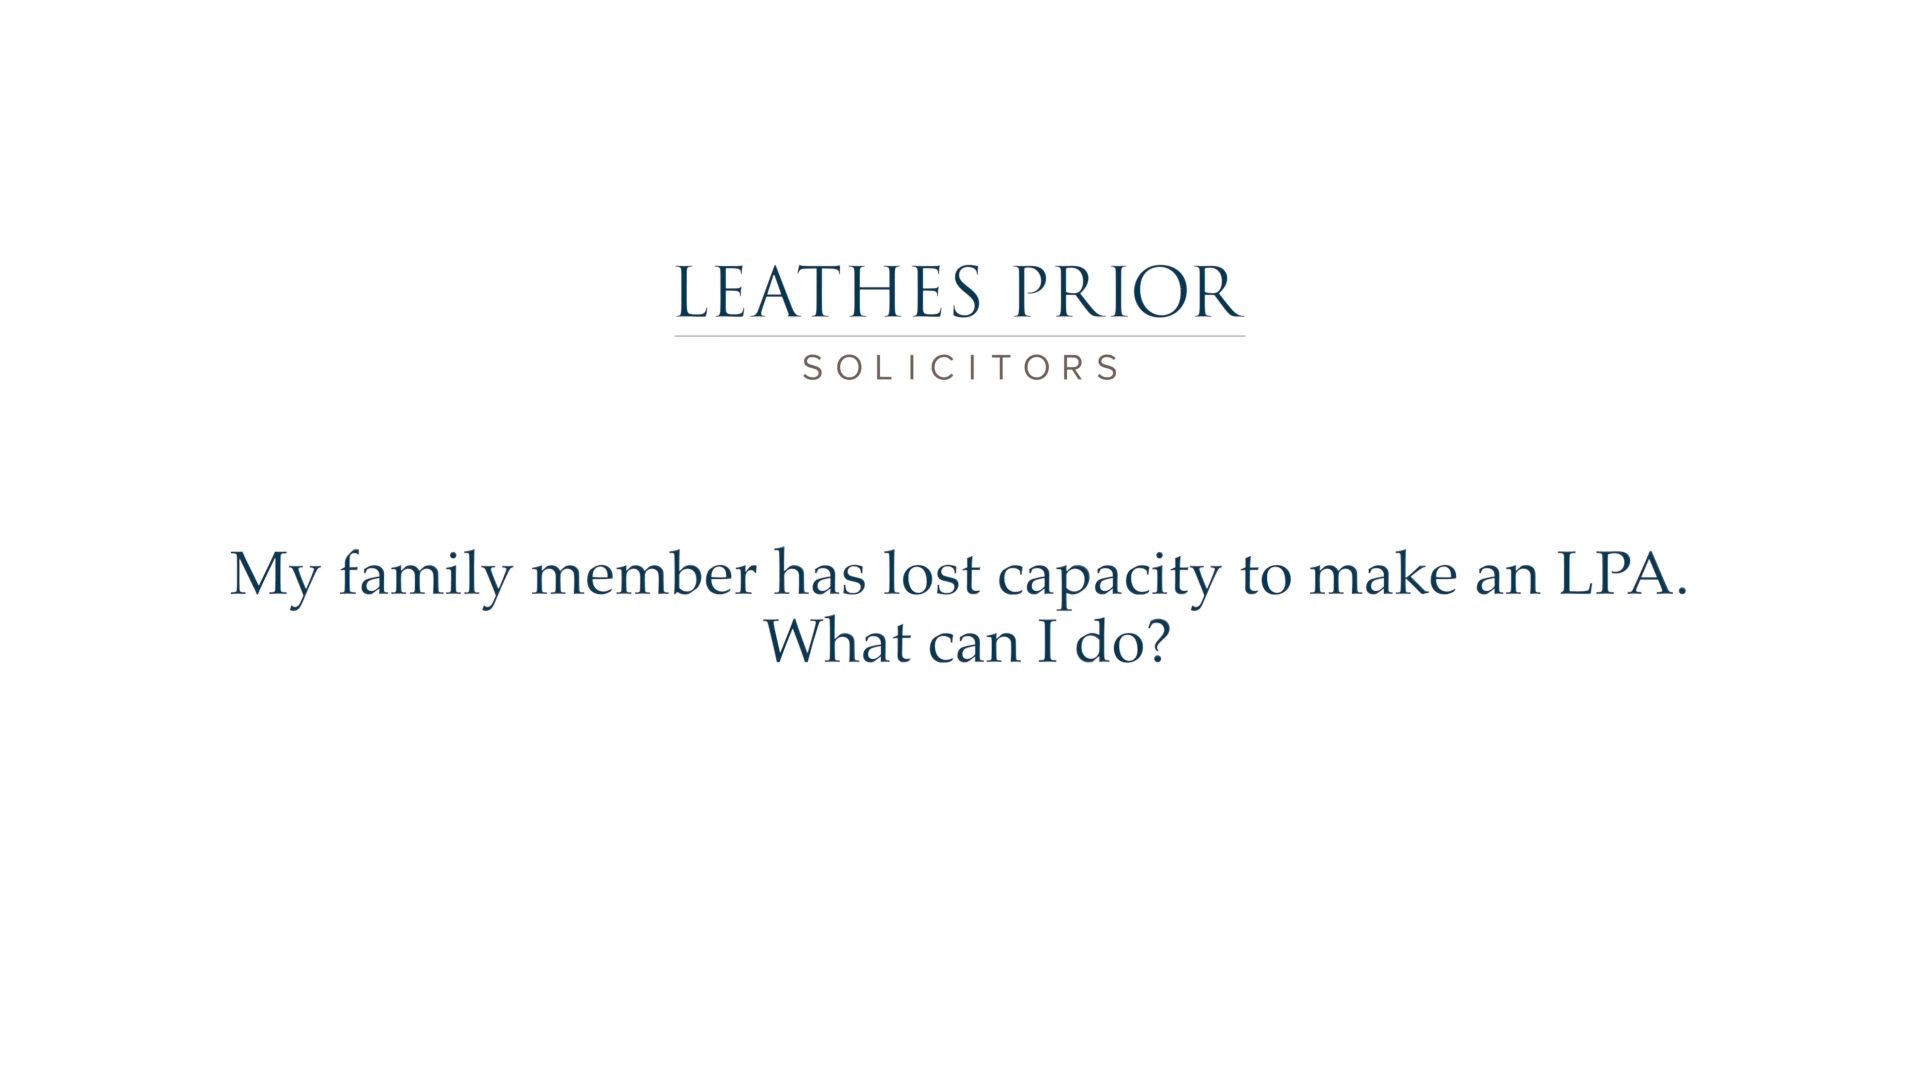 LEATHES PRIOR
SOLICITORS
My family member has lost capacity to make an LPA.
What can I do?